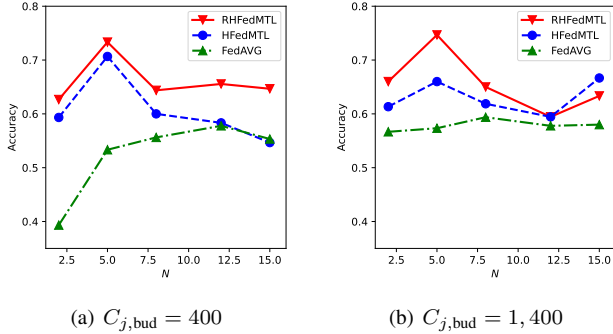 0.8
0.7
0.6
0.5
0.4
Accuracy
2.5 5.0 7.5 10.0 12.5 15.0
N
RHFedMTL
HFedMTL
FedAVG
(a) C_{j,bud} = 400
0.8
0.7
0.6
0.5
0.4
Accuracy
2.5 5.0 7.5 10.0 12.5 15.0
N
RHFedMTL
HFedMTL
FedAVG
(b) C_{j,bud} = 1,400